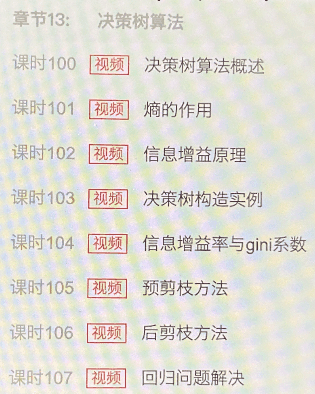 章节13: 决策树算法
课时100 视频 决策树算法概述
课时101 视频 熵的作用
课时102 视频 信息增益原理
课时103 视频 决策树构造实例
课时104 视频 信息增益率与gini系数
课时105 视频 预剪枝方法
课时106 视频 后剪枝方法
课时107 视频 回归问题解决